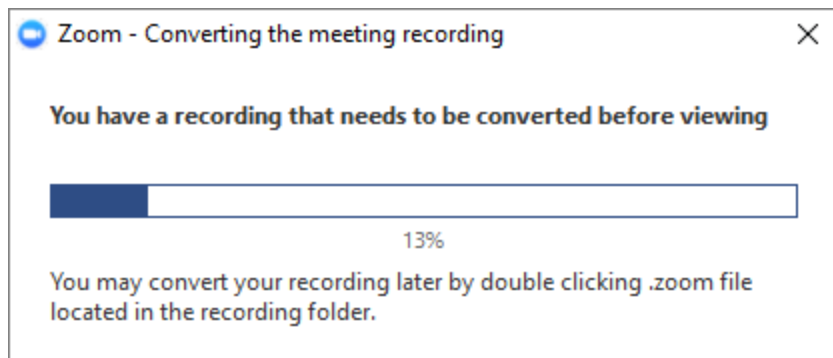 Zoom - Converting the meeting recording
You have a recording that needs to be converted before viewing
13%
You may convert your recording later by double clicking .zoom file
located in the recording folder.